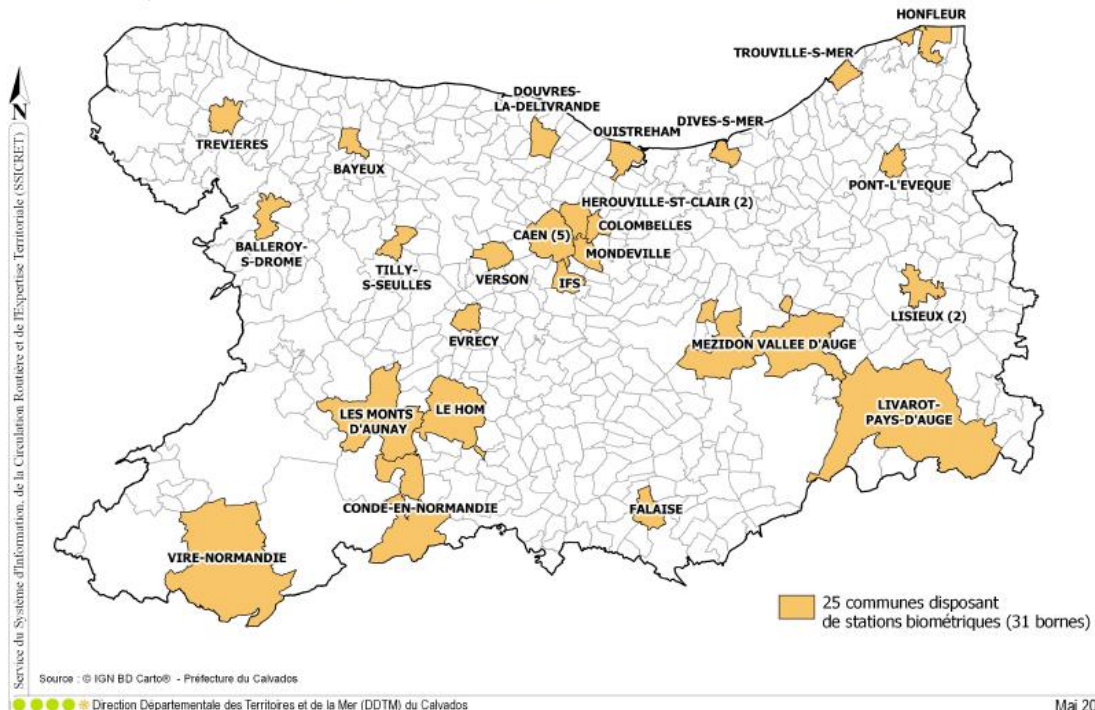 HONFLEUR
TROUVILLE-S-MER
DOUVRES-
LA-DELIVRANDE
OUISTREHAM
DIVES-S-MER
N
TREVIERES
BAYEUX
PONT-L'EVEQUE
HEROUVILLE-ST-CLAIR (2)
COLOMBELLES
CAEN (5)
MONDEVILLE
BALLEROY-
S-DROME
TILLY-
S-SEULLES
VERSON
IFS
LISIEUX (2)
EVRECY
MEZIDON VALLEE D'AUGE
LES MONTS
D'AUNAY
LE HOM
LIVAROT-
PAYS-D'AUGE
CONDE-EN-NORMANDIE
FALAISE
VIRE-NORMANDIE
25 communes disposant
de stations biométriques (31 bornes)
Service du Système d'Information, de la Circulation Routière et de l'Expertise Territoriale (SSICRET)
Source : © IGN BD Carto® - Préfecture du Calvados
Direction Départementale des Territoires et de la Mer (DDTM) du Calvados
Mai 20